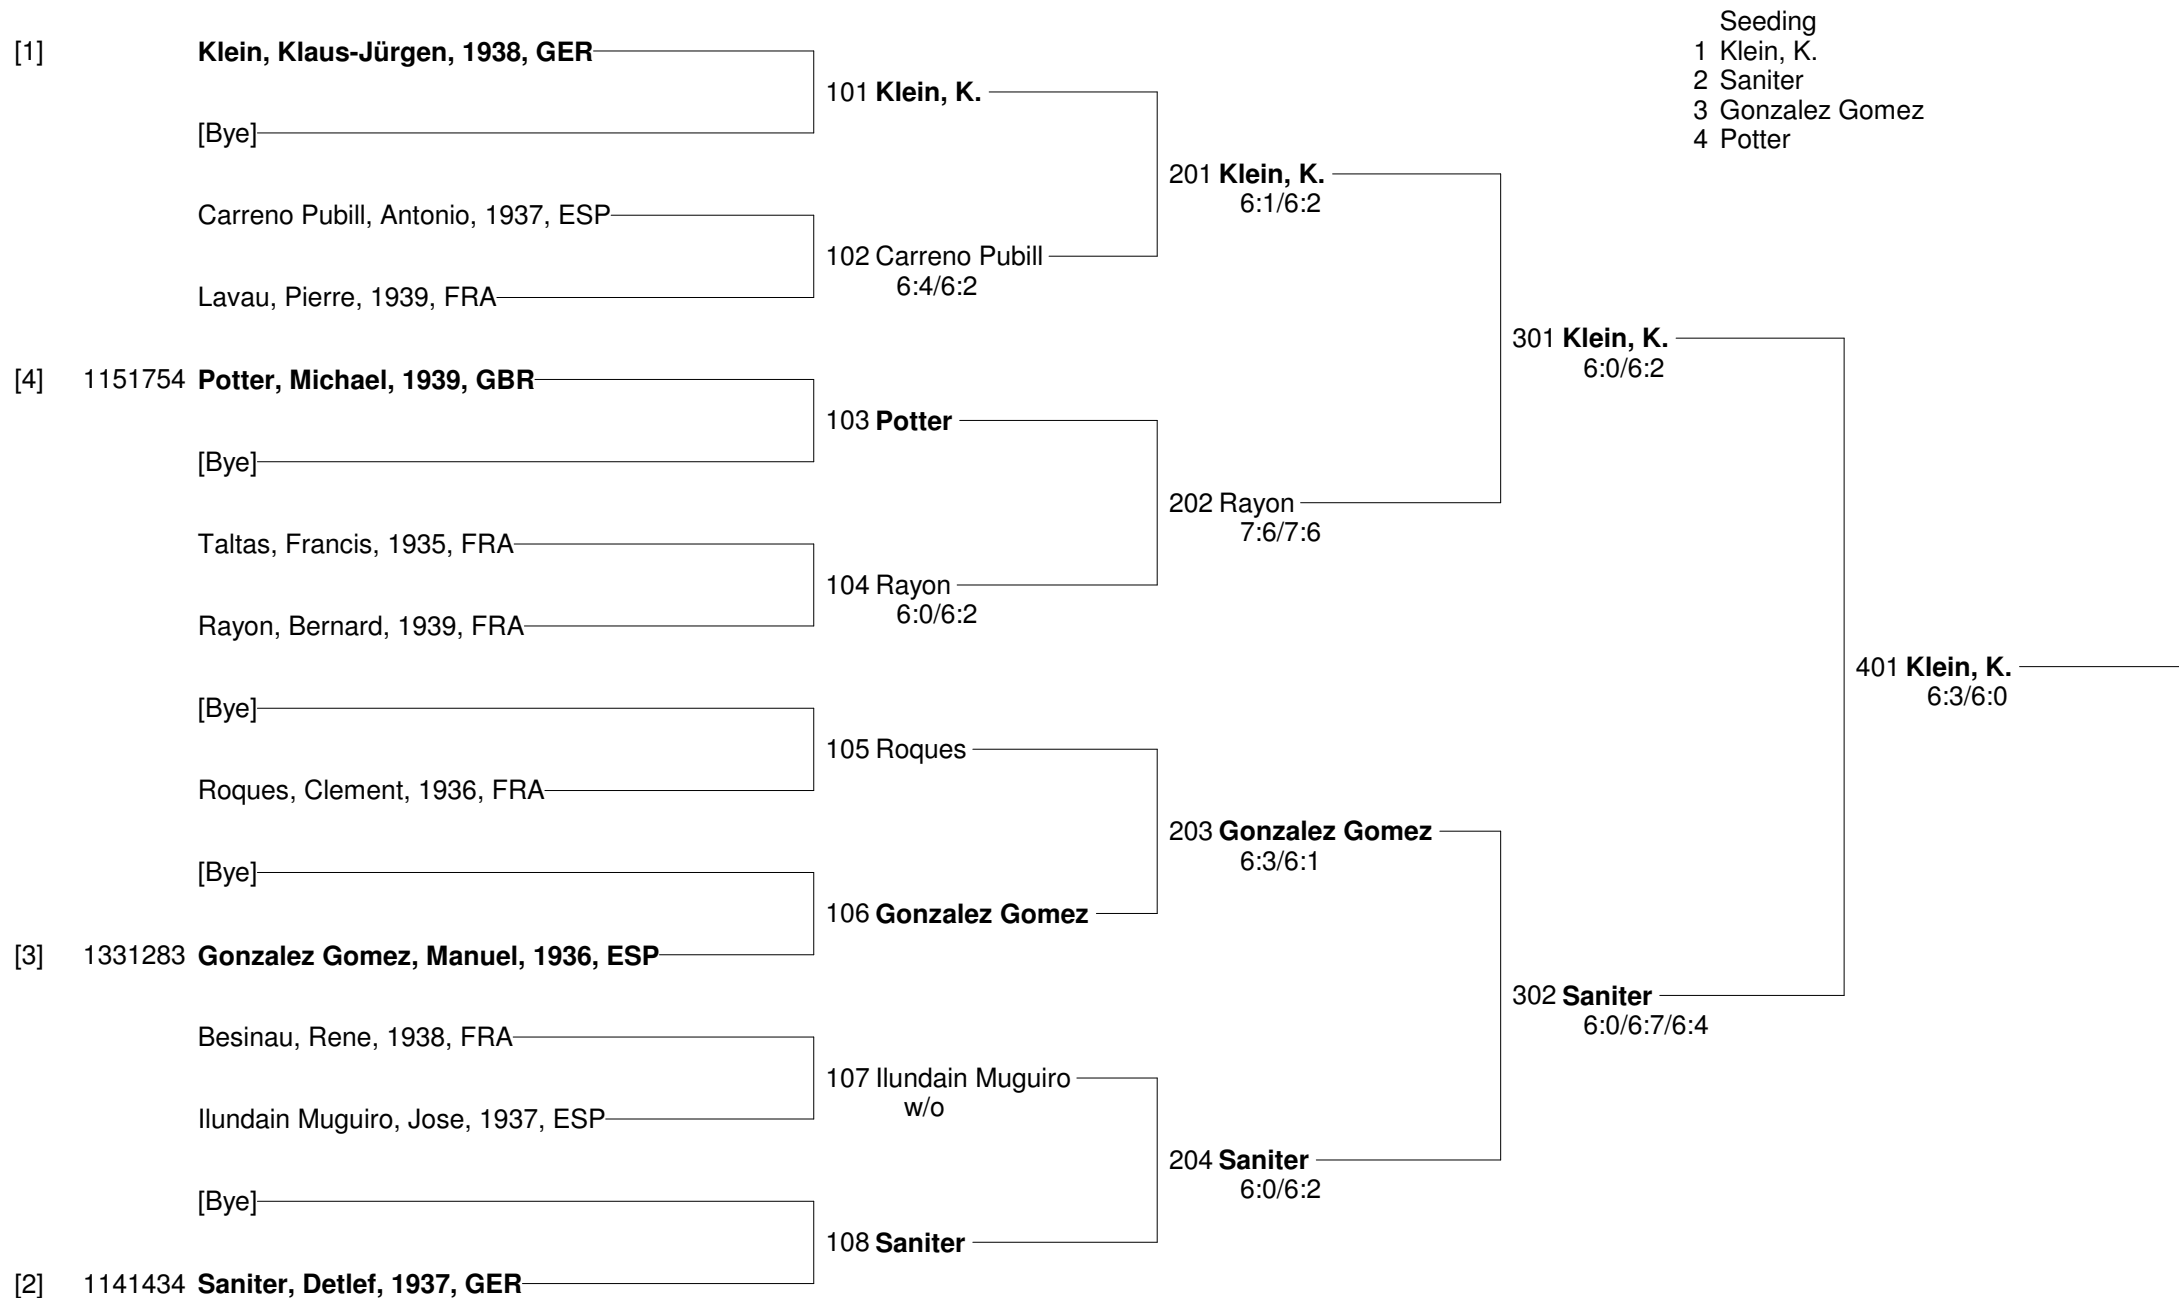 Seeding
1 Klein, K.
2 Saniter
3 Gonzalez Gomez
4 Potter
[1] Klein, Klaus-Jürgen, 1938, GER
101 Klein, K.
[Bye]
201 Klein, K.
6:1/6:2
Carreno Pubill, Antonio, 1937, ESP
102 Carreno Pubill
6:4/6:2
Lavau, Pierre, 1939, FRA
301 Klein, K.
6:0/6:2
[4] 1151754 Potter, Michael, 1939, GBR
103 Potter
[Bye]
202 Rayon
7:6/7:6
Taltas, Francis, 1935, FRA
104 Rayon
6:0/6:2
Rayon, Bernard, 1939, FRA
401 Klein, K.
6:3/6:0
[Bye]
105 Roques
Roques, Clement, 1936, FRA
203 Gonzalez Gomez
6:3/6:1
[Bye]
106 Gonzalez Gomez
[3] 1331283 Gonzalez Gomez, Manuel, 1936, ESP
302 Saniter
6:0/6:7/6:4
Besinau, Rene, 1938, FRA
107 Ilundain Muguiro
w/o
Ilundain Muguiro, Jose, 1937, ESP
204 Saniter
6:0/6:2
[Bye]
108 Saniter
[2] 1141434 Saniter, Detlef, 1937, GER